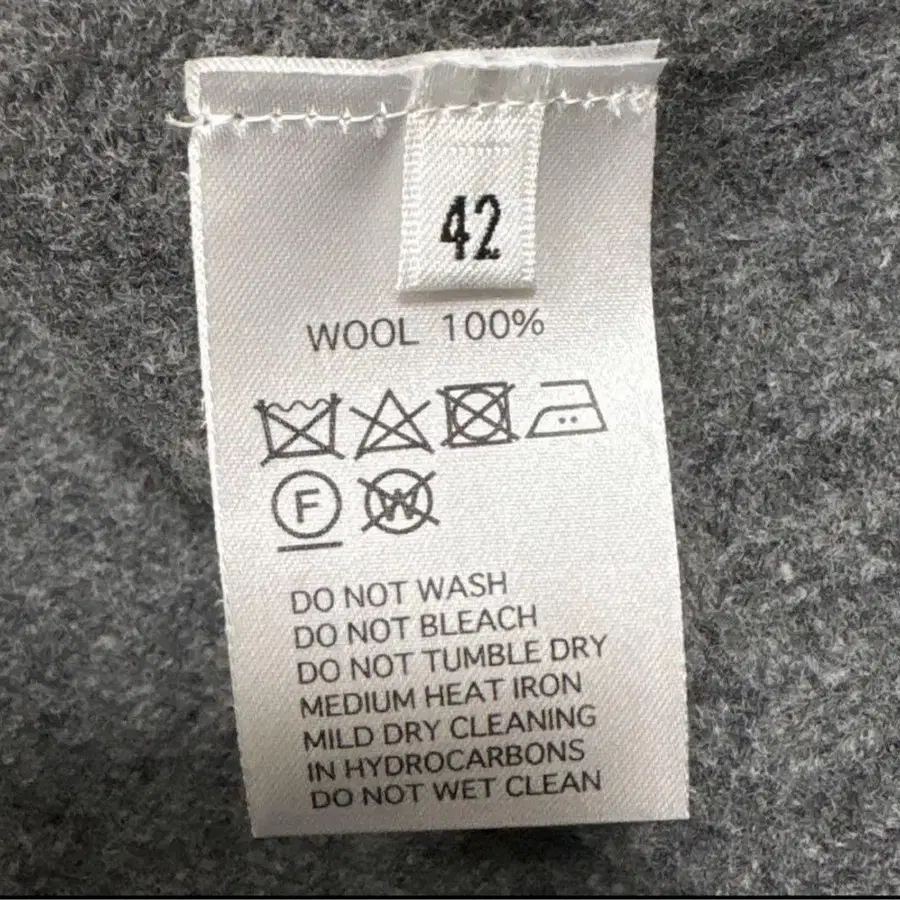 42
WOOL 100%
F W
DO NOT WASH
DO NOT BLEACH
DO NOT TUMBLE DRY
MEDIUM HEAT IRON
MILD DRY CLEANING
IN HYDROCARBONS
DO NOT WET CLEAN